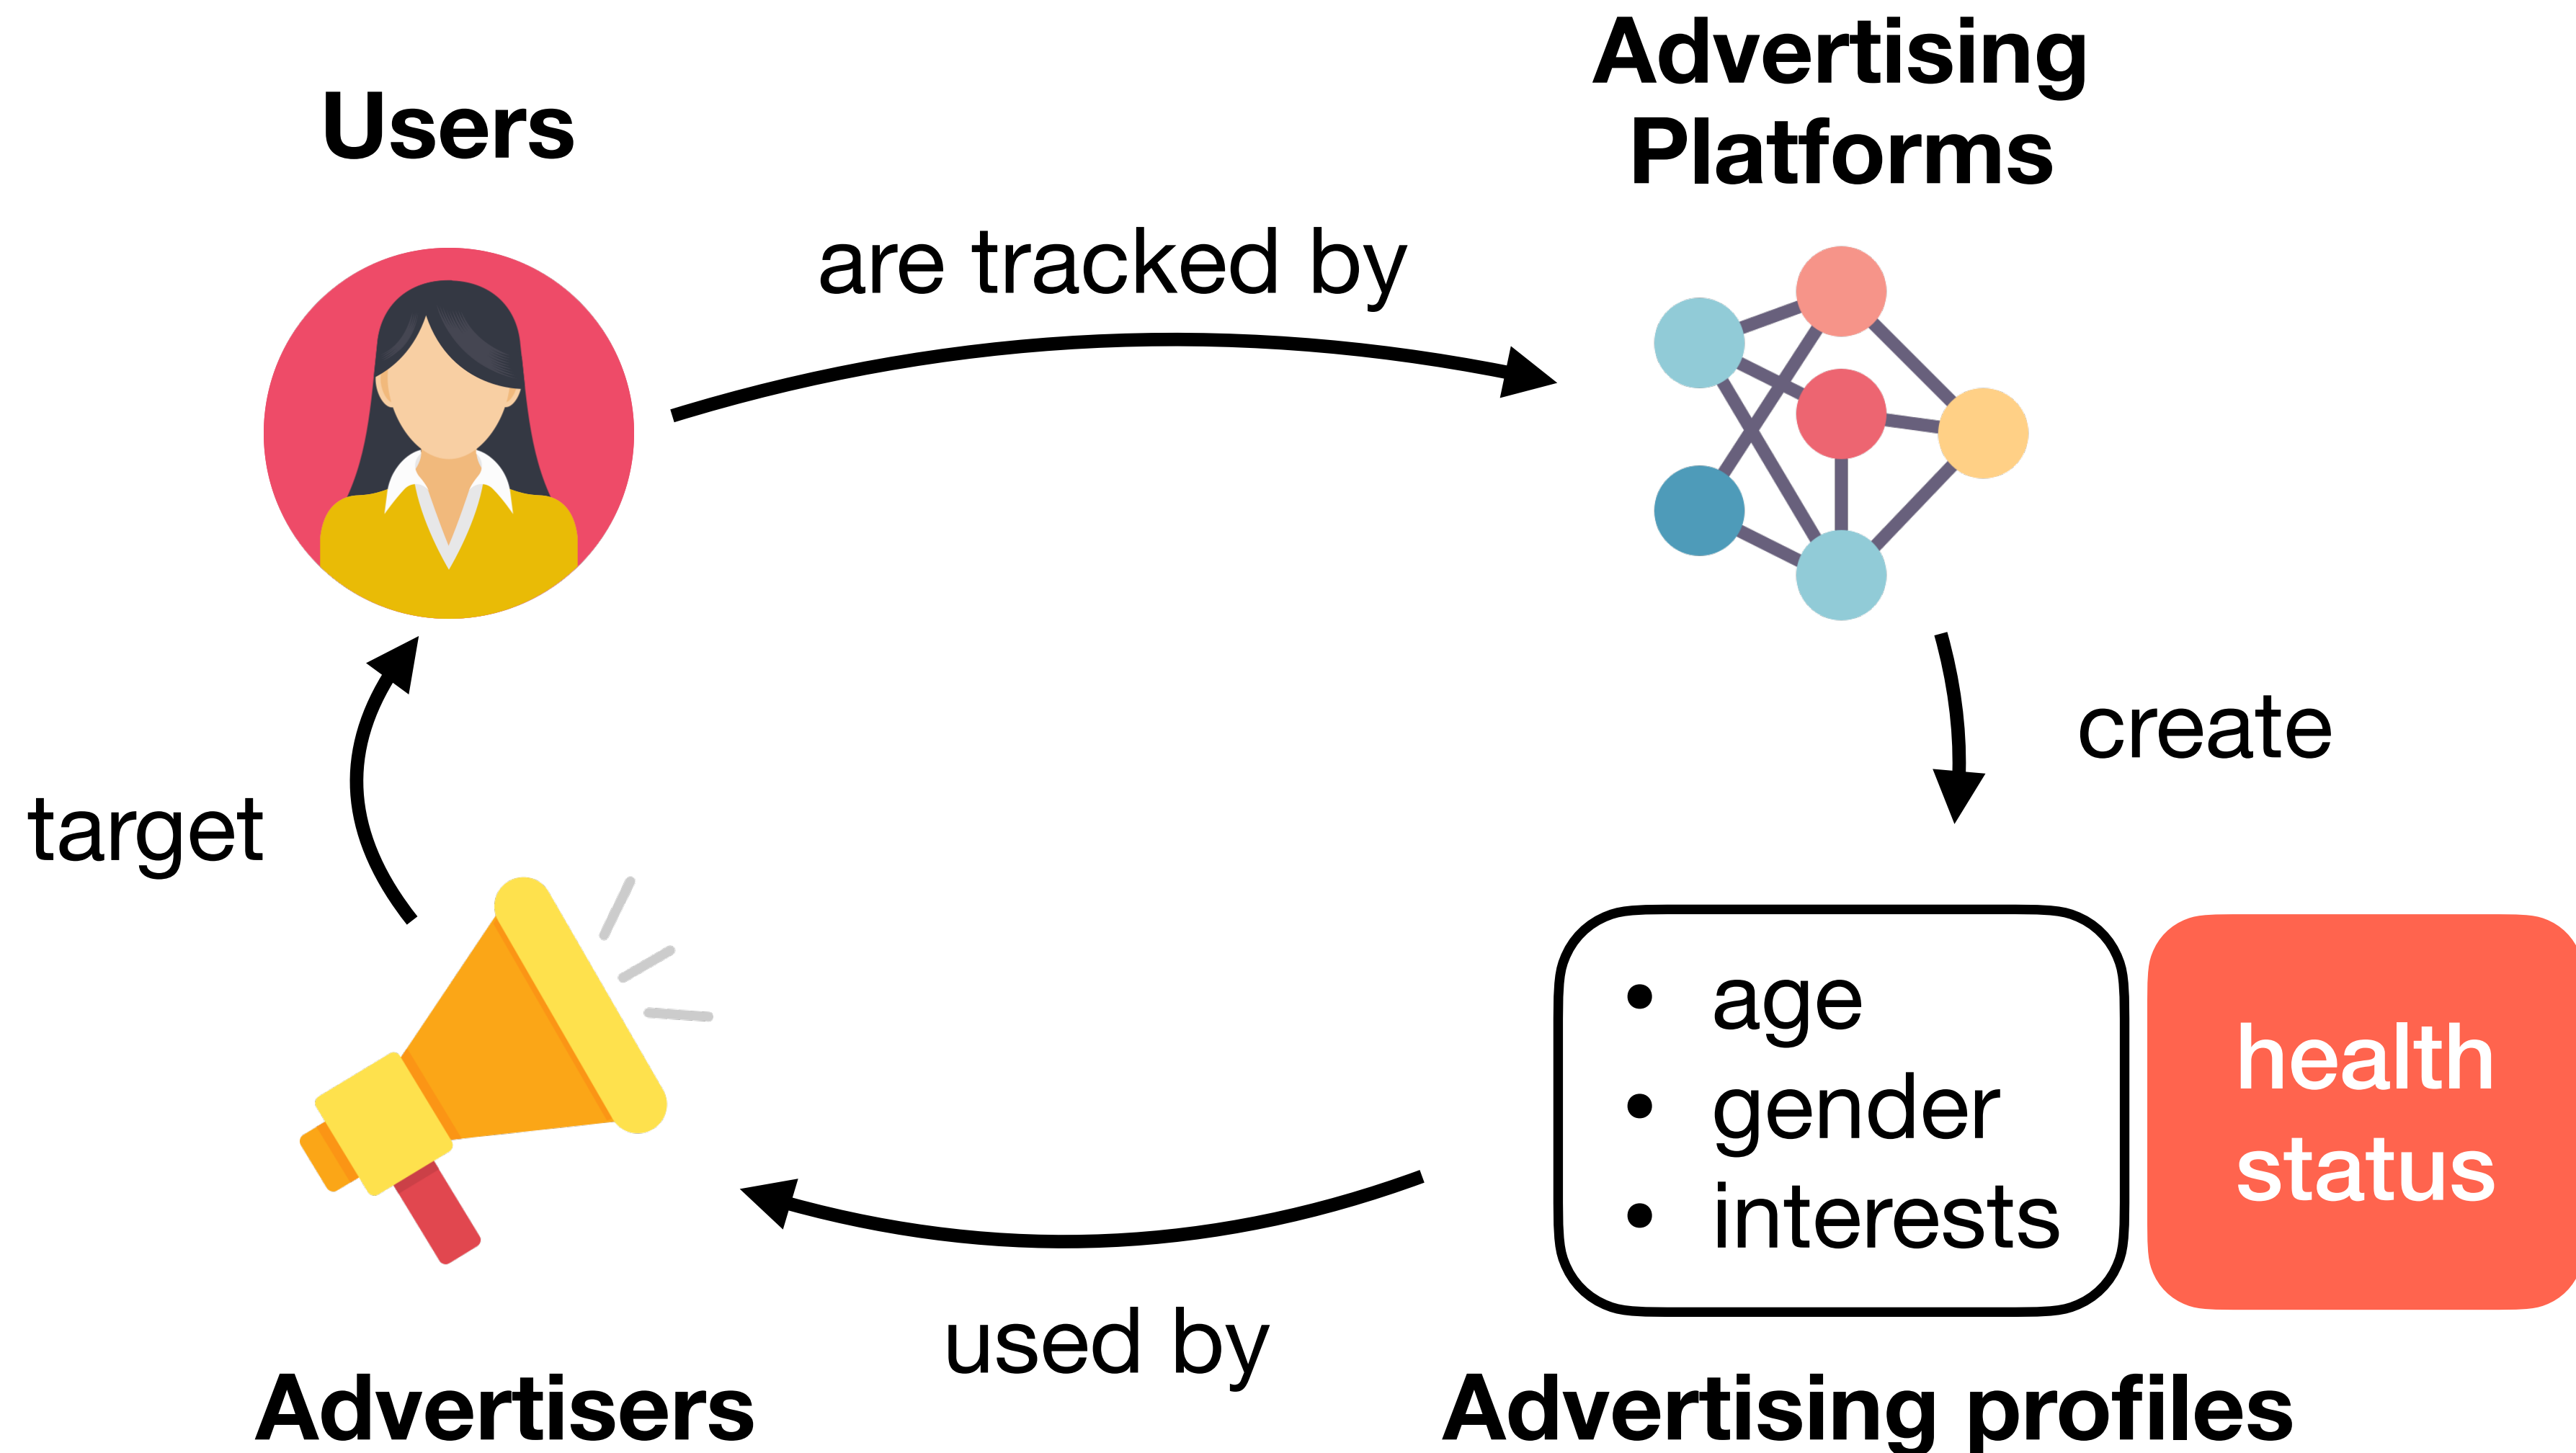 Users
Advertising
Platforms
are tracked by
create
target
• age
• gender
• interests
health
status
used by
Advertisers
Advertising profiles